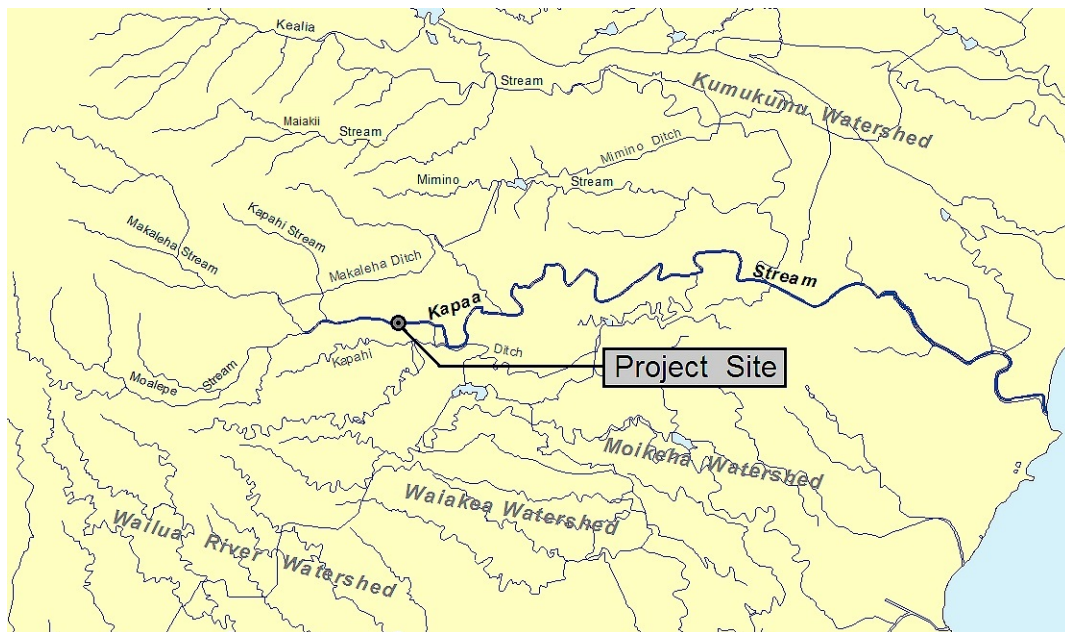 Kealia
Stream
Kumukumu Watershed
Maiakii
Stream
Mimino Ditch
Mimino
Stream
Kapahi Stream
Makaleha Stream
Makaleha Ditch
Stream
Kapaa
Kapahi
Ditch
Project Site
Moalepe
Stream
Moikeha Watershed
Waiakea Watershed
Wailua River Watershed